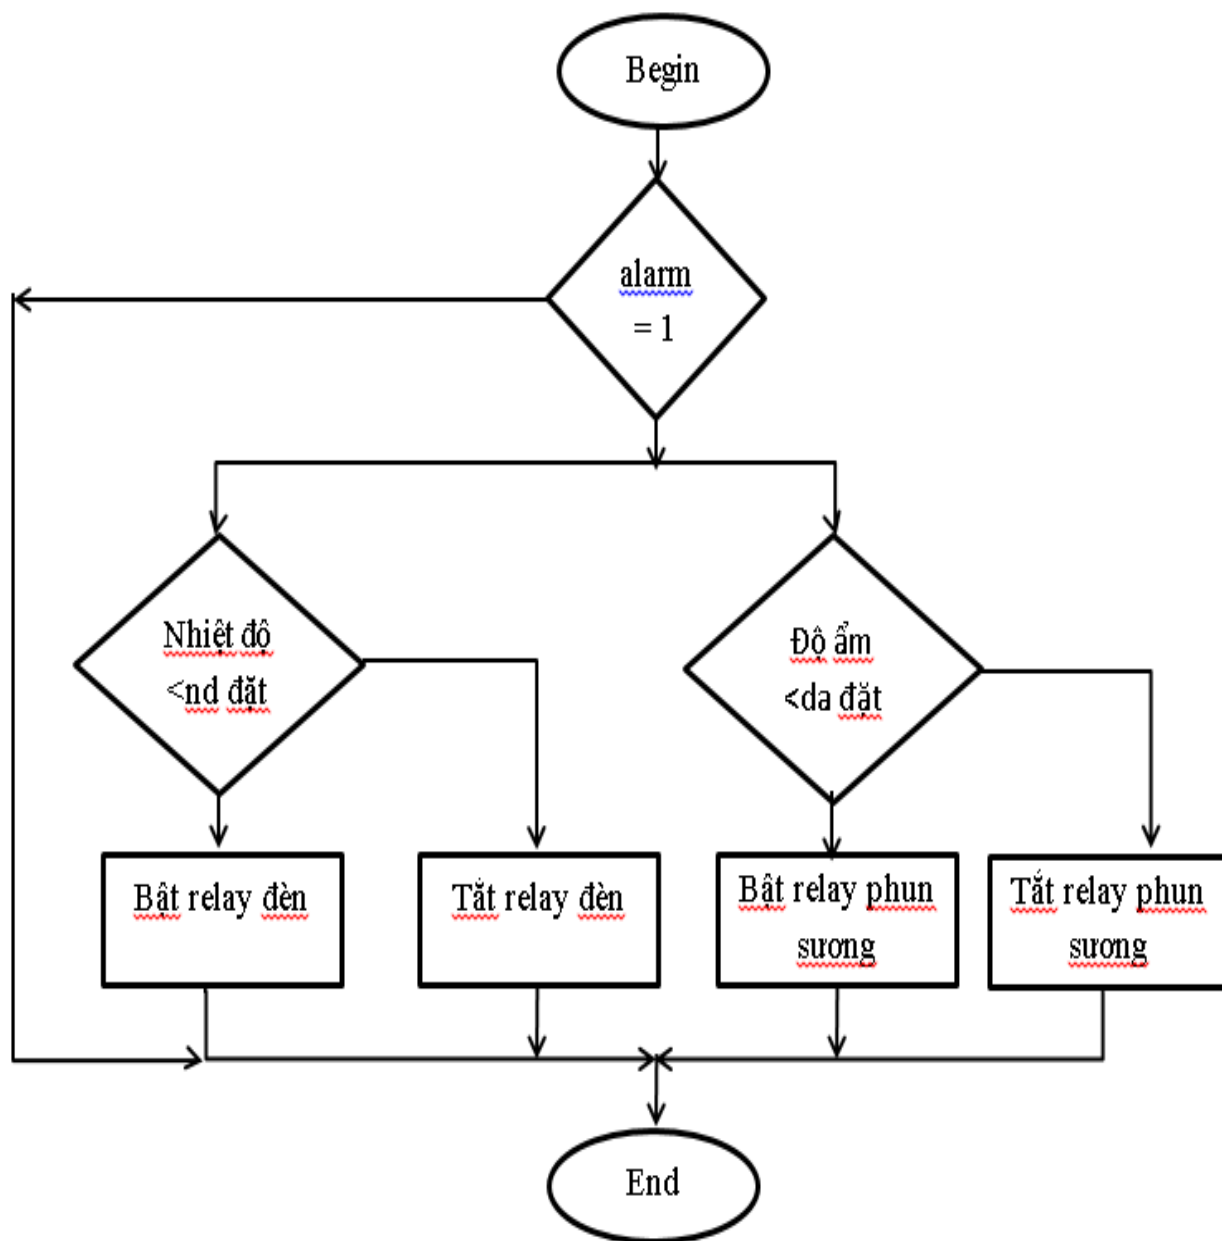 Begin
alarm
= 1
Nhiệt độ
<nd đặt
Độ ẩm
<da đặt
Bật relay đèn
Tắt relay đèn
Bật relay phun
sương
Tắt relay phun
sương
End